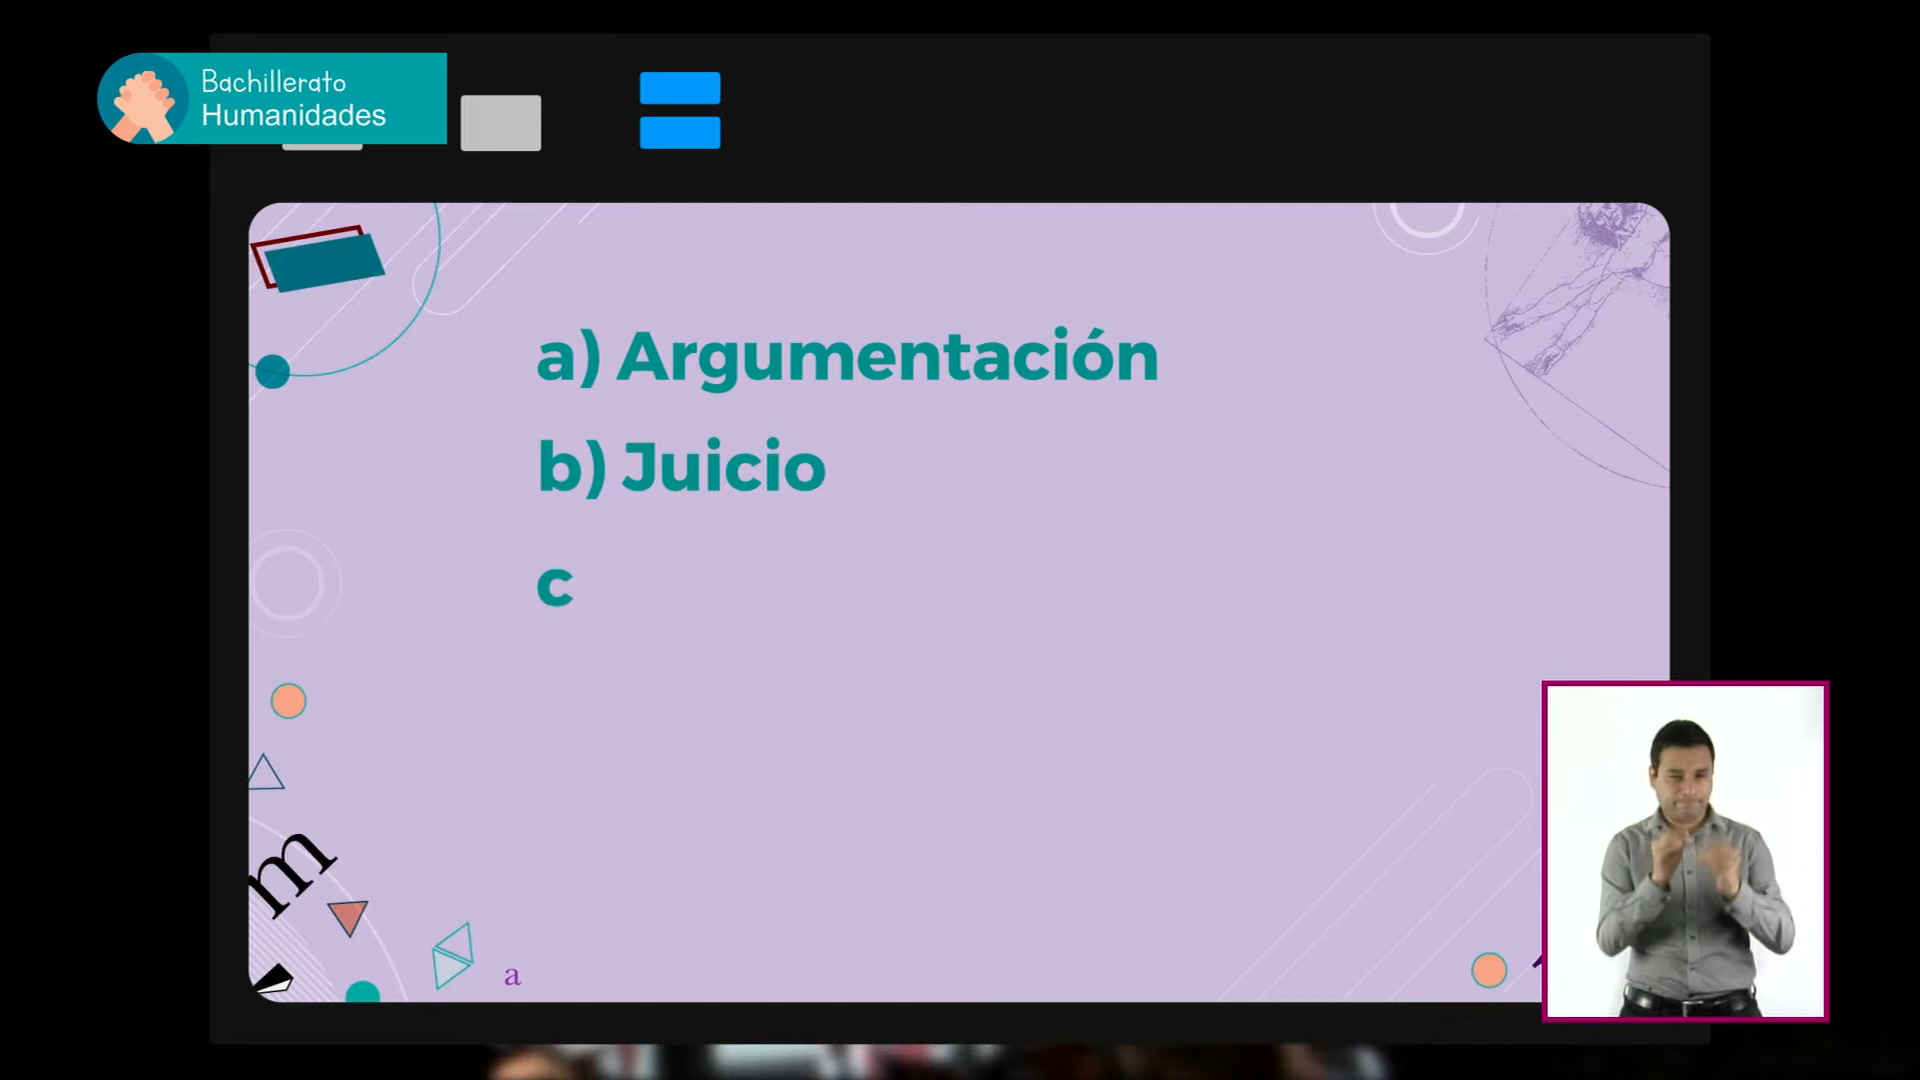 Bachillerato
Humanidades
a) Argumentación
b) Juicio
c
m
a